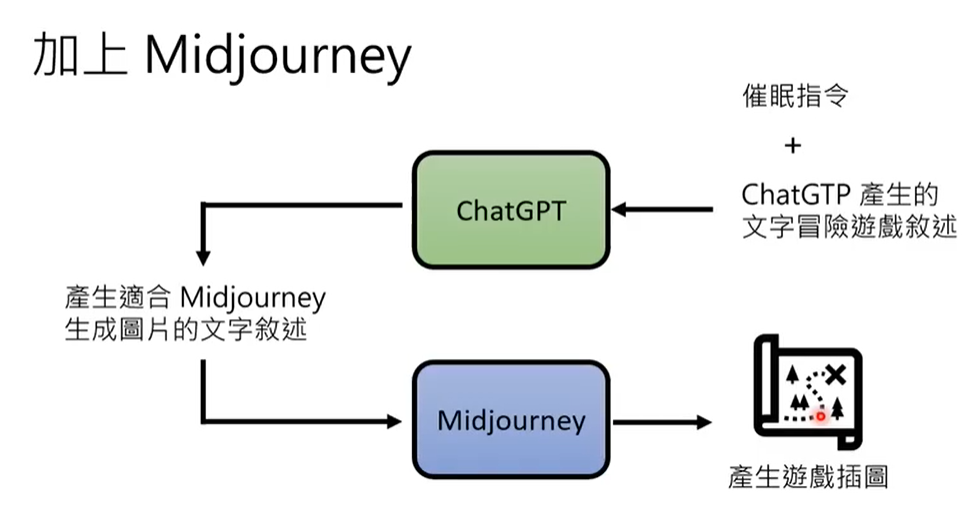 加上 Midjourney
催眠指令
+
ChatGTP 產生的
文字冒險遊戲敘述
ChatGPT
產生適合 Midjourney
生成圖片的文字敘述
Midjourney
產生遊戲插圖